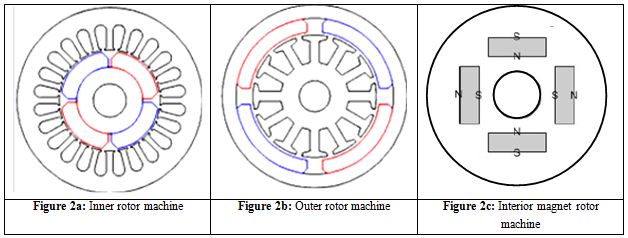 S
N
N
S
S
N
N
S
Figure 2a: Inner rotor machine
Figure 2b: Outer rotor machine
Figure 2c: Interior magnet rotor
machine